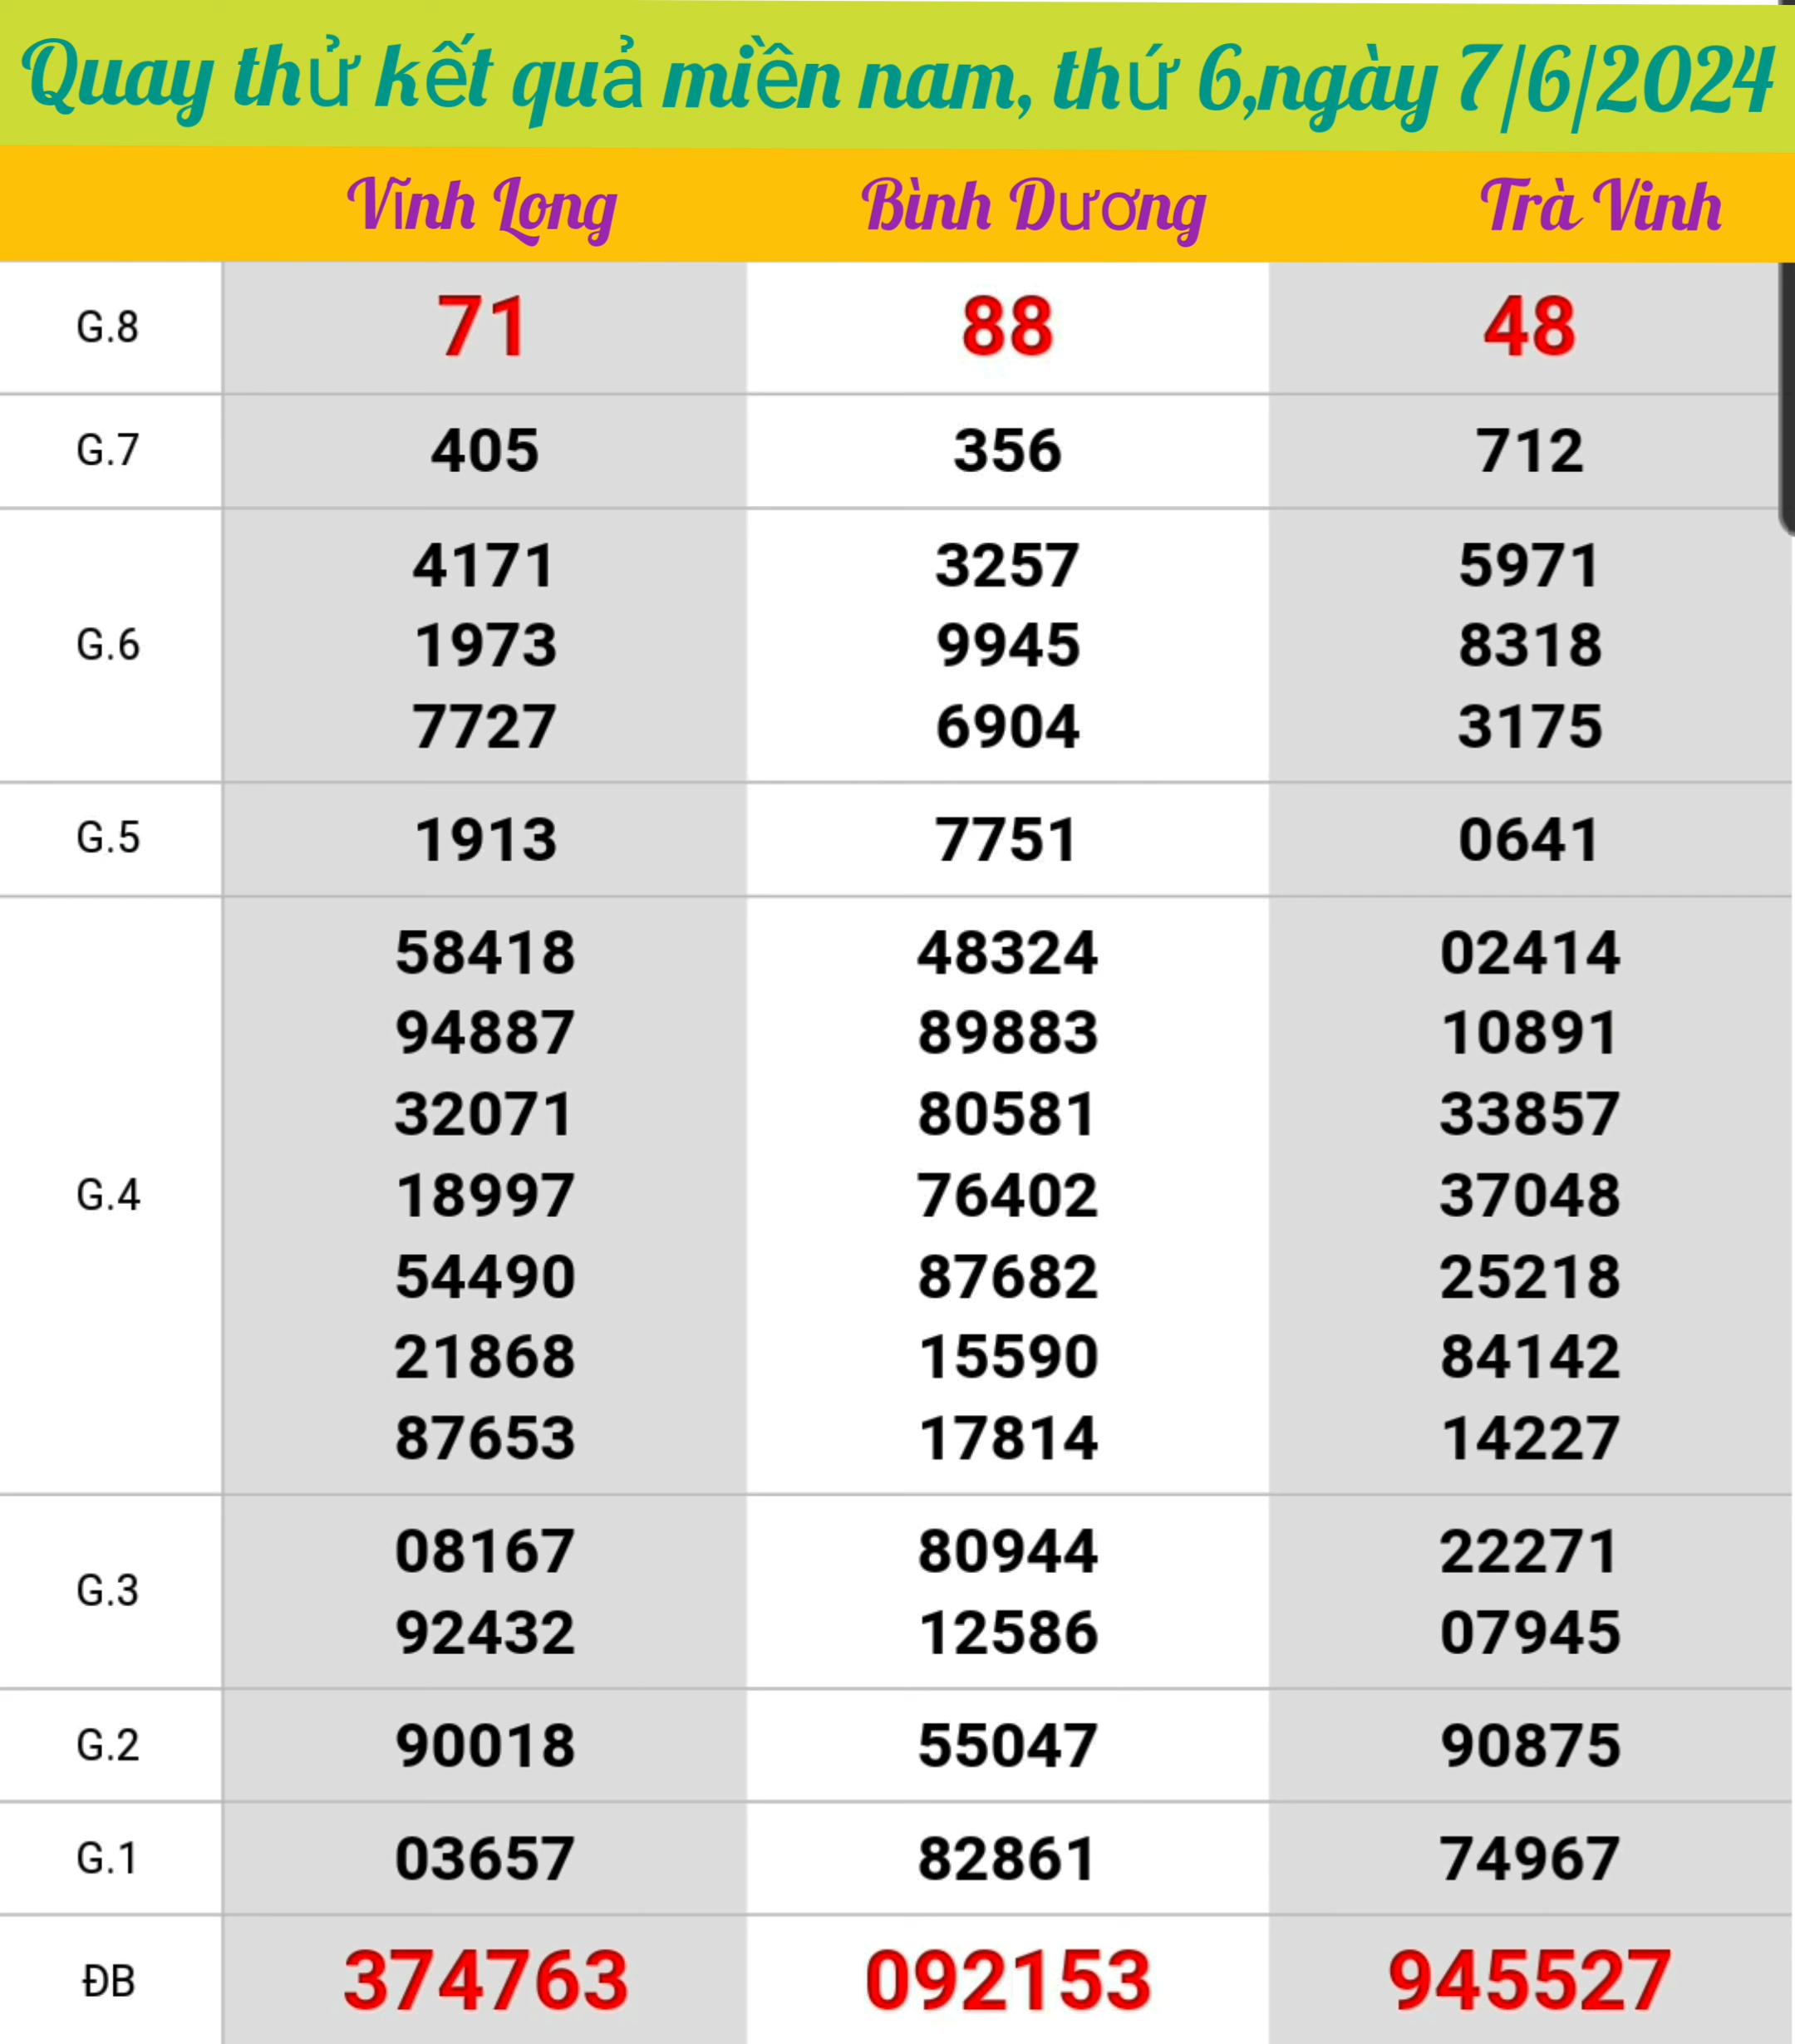 Quay thử kết quả miền nam, thứ 6,ngày 7/6/2024
Vĩnh Long Bình Dương Trà Vinh
G.8 71 88 48
G.7 405 356 712
4171 3257 5971
G.6 1973 9945 8318
7727 6904 3175
G.5 1913 7751 0641
58418 48324 02414
94887 89883 10891
32071 80581 33857
G.4 18997 76402 37048
54490 87682 25218
21868 15590 84142
87653 17814 14227
08167 80944 22271
G.3
92432 12586 07945
G.2 90018 55047 90875
G.1 03657 82861 74967
ĐB 374763 092153 945527